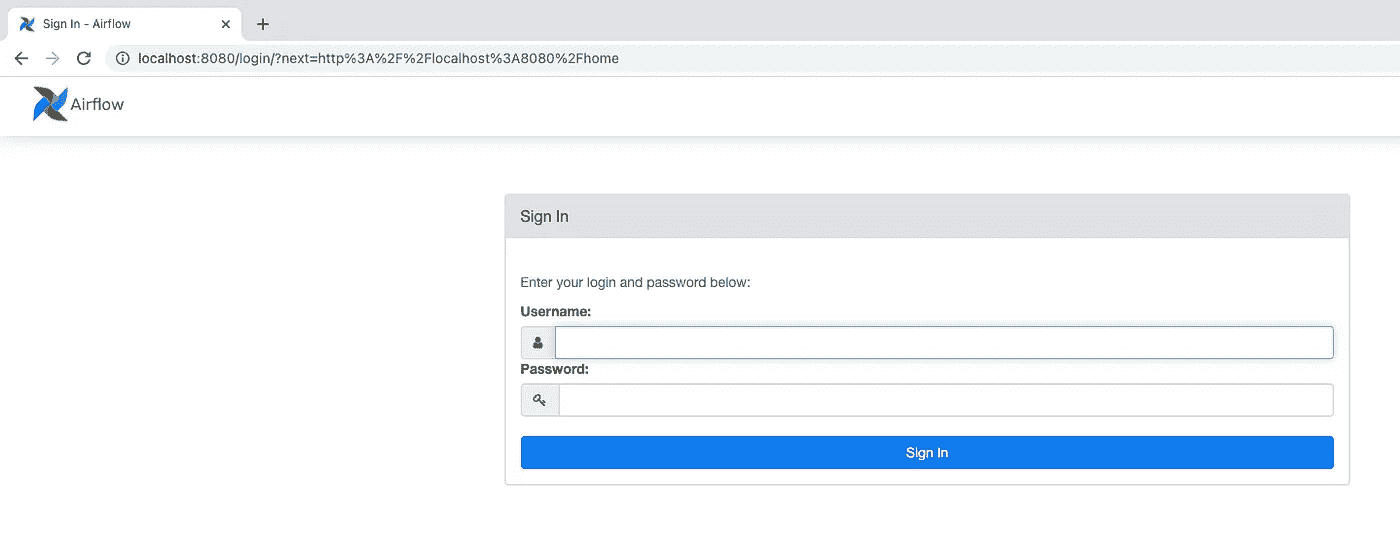 Sign In - Airflow
localhost:8080/login/?next=http%3A%2F%2Flocalhost%3A8080%2Fhome
Airflow
Sign In
Enter your login and password below:
Username:
Password:
Sign In